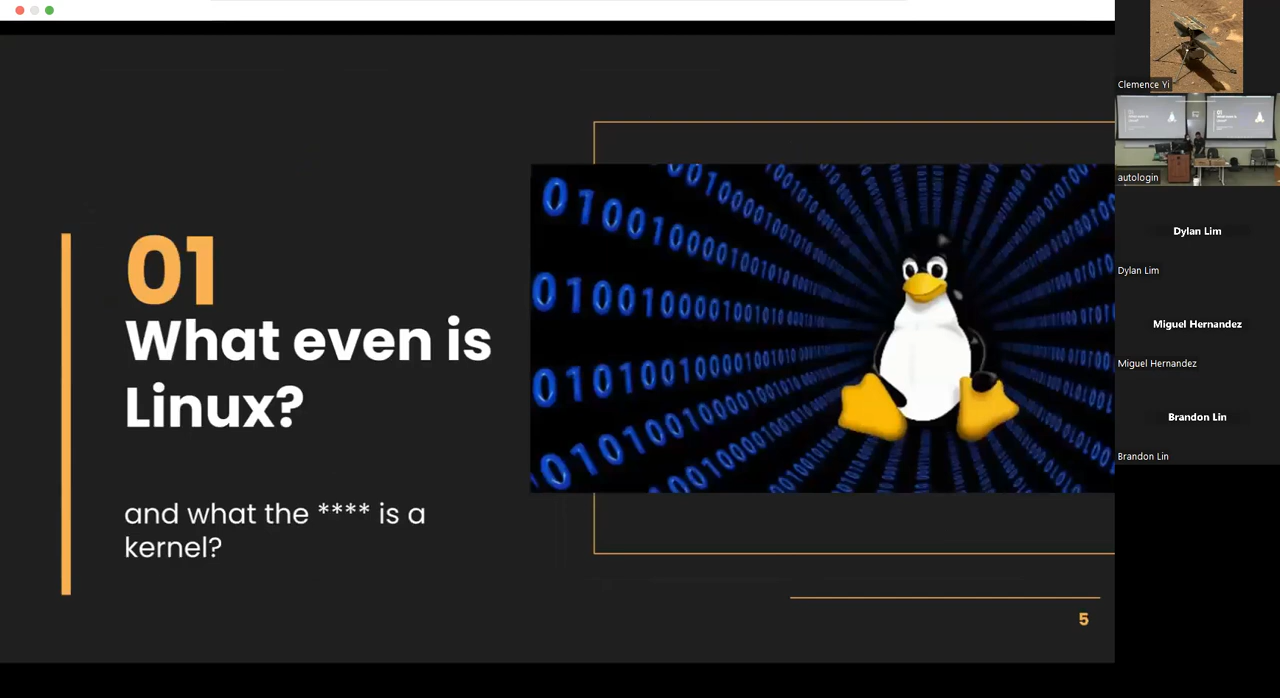 01
What even is
Linux?
and what the **** is a
kernel?
5
Clemence Yi
autologin
Dylan Lim
Dylan Lim
Miguel Hernandez
Miguel Hernandez
Brandon Lin
Brandon Lin